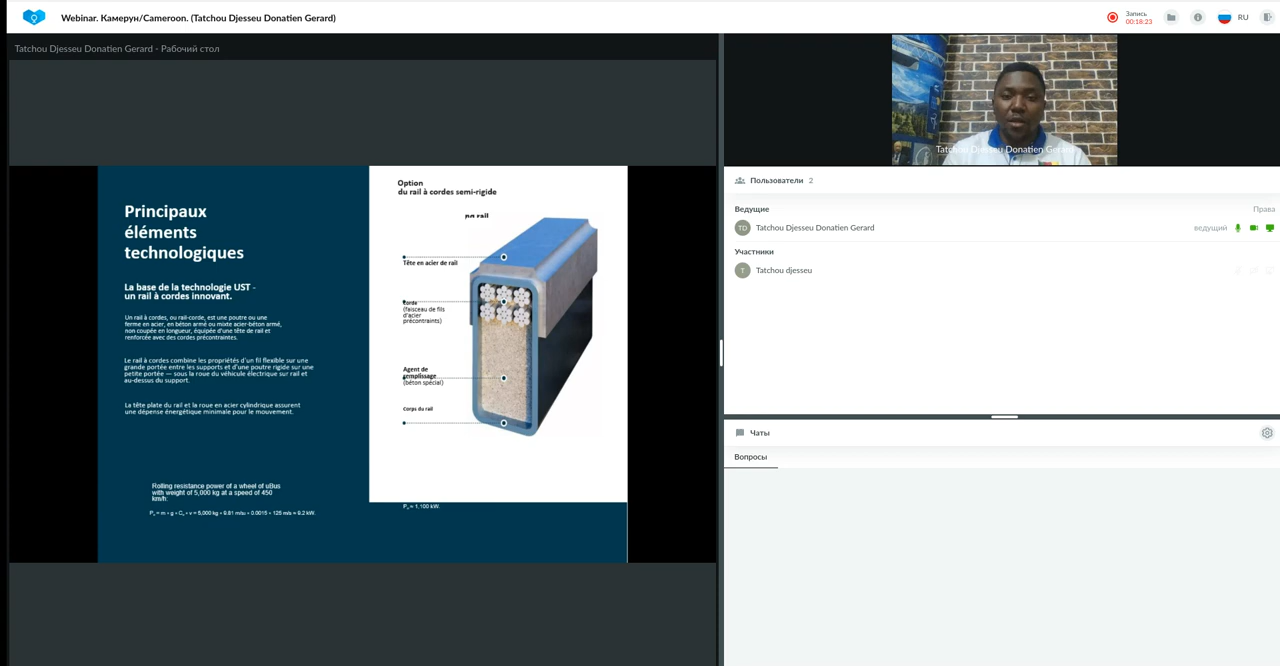 Webinar. Камерун/Cameroon. (Tatchou Djesseu Donatien Gerard)
Запись
00:18:23
RU
Tatchou Djesseu Donatien Gerard - Рабочий стол
Principaux
éléments
technologiques
La base de la technologie UST -
un rail à cordes innovant.
Un rail à cordes, ou rail-corde, est une poutre ou une
ferme en acier, en béton armé ou mixte acier-béton armé,
non coupée en longueur, équipée d'une tête de rail et
renforcée avec des cordes précontraintes.
Le rail à cordes combine les propriétés d'un fil flexible sur une
grande portée entre les supports et d'une poutre rigide sur une
petite portée — sous la roue du véhicule électrique sur rail et
au-dessus du support.
La tête plate du rail et la roue en acier cylindrique assurent
une dépense énergétique minimale pour le mouvement.
Rolling resistance power of a wheel of uBus
with weight of 5,000 kg at a speed of 450
km/h:
Option
du rail à cordes semi-rigide
Tête en acier de rail
Corde
(faisceau de fils
d'acier
précontraints)
Agent de
remplissage
(béton spécial)
Corps du rail
= 1,100 kW.
Tatchou Djesseu Donatien Gerard
Пользователи 2
Ведущие Права
TD Tatchou Djesseu Donatien Gerard ведущий
Участники
T Tatchou djesseu
Чаты
Вопросы